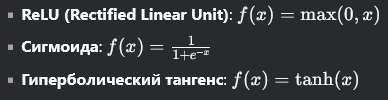 ▪ ReLU (Rectified Linear Unit): f(x) = max(0, x)
▪ Сигмоида: f(x) = 1/(1+e^{-x})
▪ Гиперболический тангенс: f(x) = tanh(x)